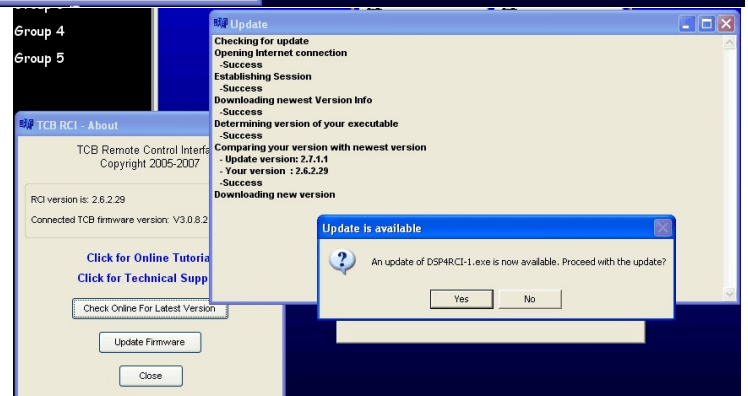 Group 4
Group 5
Update
Checking for update
Opening Internet connection
-Success
Establishing Session
-Success
Downloading newest Version Info
-Success
Determining version of your executable
-Success
Comparing your version with newest version
- Update version: 2.7.1.1
- Your version : 2.6.2.29
-Success
Downloading new version
TCB RCI - About
TCB Remote Control
Copyright 2005-2007
RCI version is: 2.6.2.29
Connected TCB firmware version: V3.0.8.2
Click for Online
Click for Technical
Check Online For Latest Version
Update Firmware
Close
Update is available
An update of DSP4RCI-1.exe is now available. Proceed with the update?
Yes
No